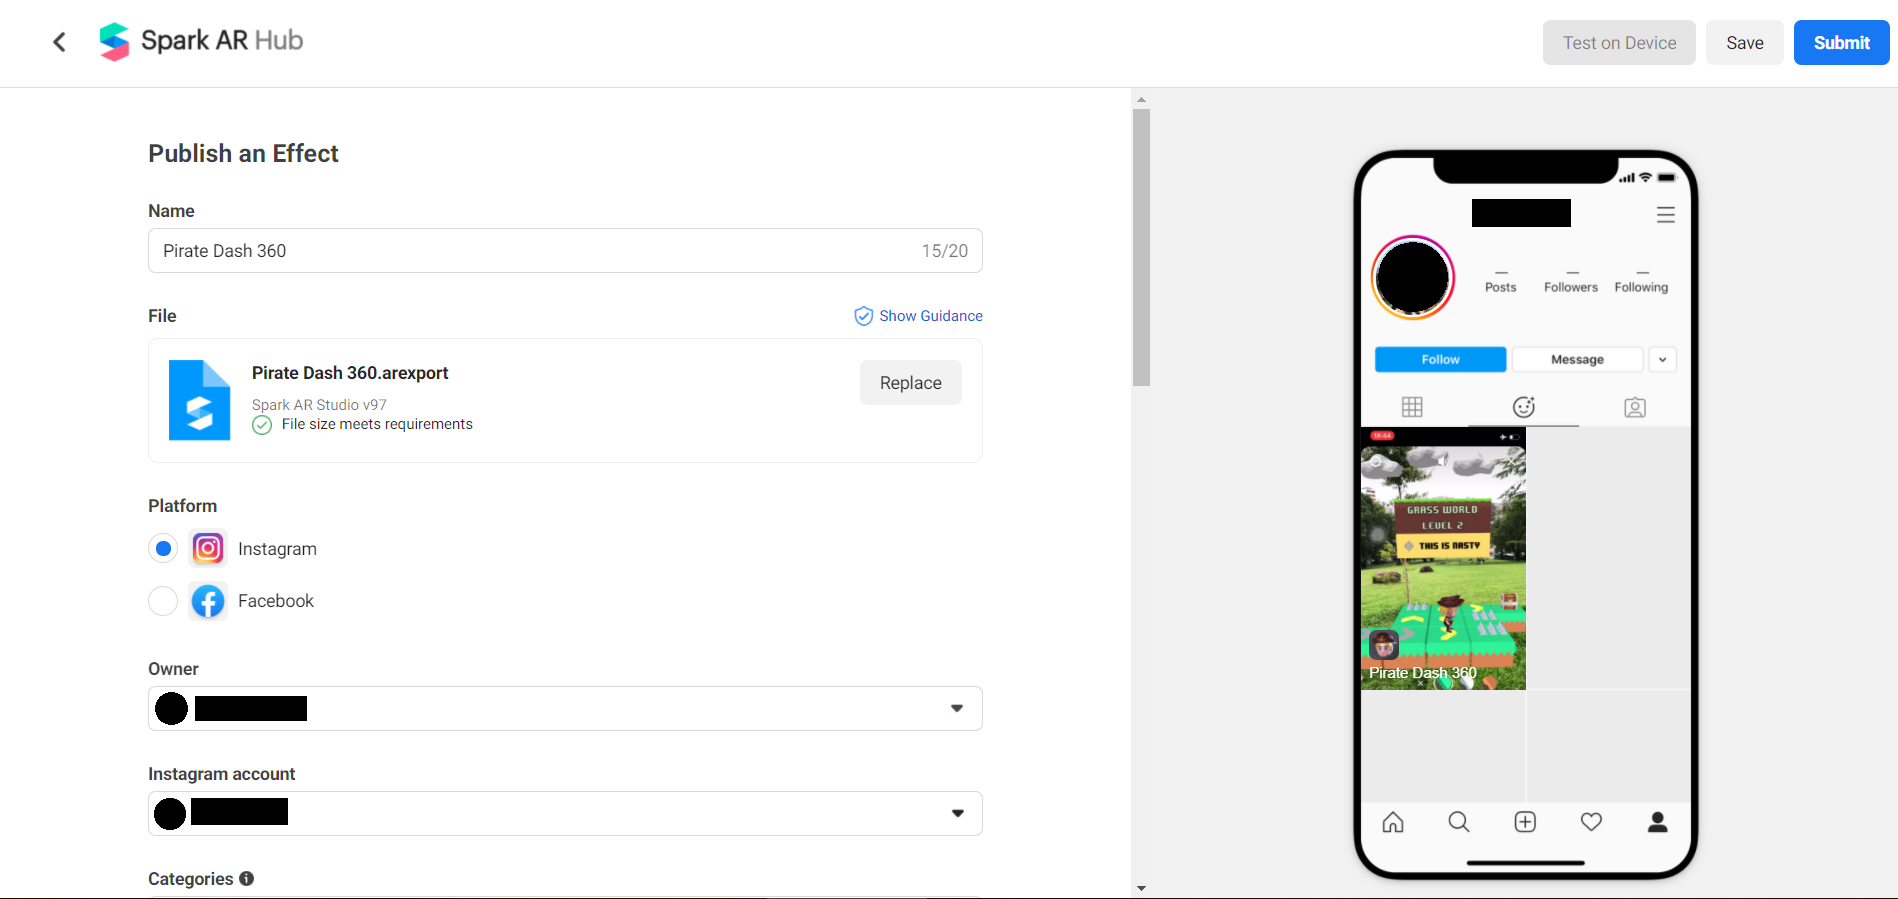 Spark AR Hub
Test on Device
Save
Submit
Publish an Effect
Name
Pirate Dash 360
15/20
File
Show Guidance
Pirate Dash 360.arexport
Spark AR Studio v97
File size meets requirements
Replace
Platform
Instagram
Facebook
Owner
Instagram account
Categories
Posts
Followers
Following
Follow
Message
18:44
GRASS WORLD
LEVEL 2
THIS IS NASTY
Pirate Dash 360